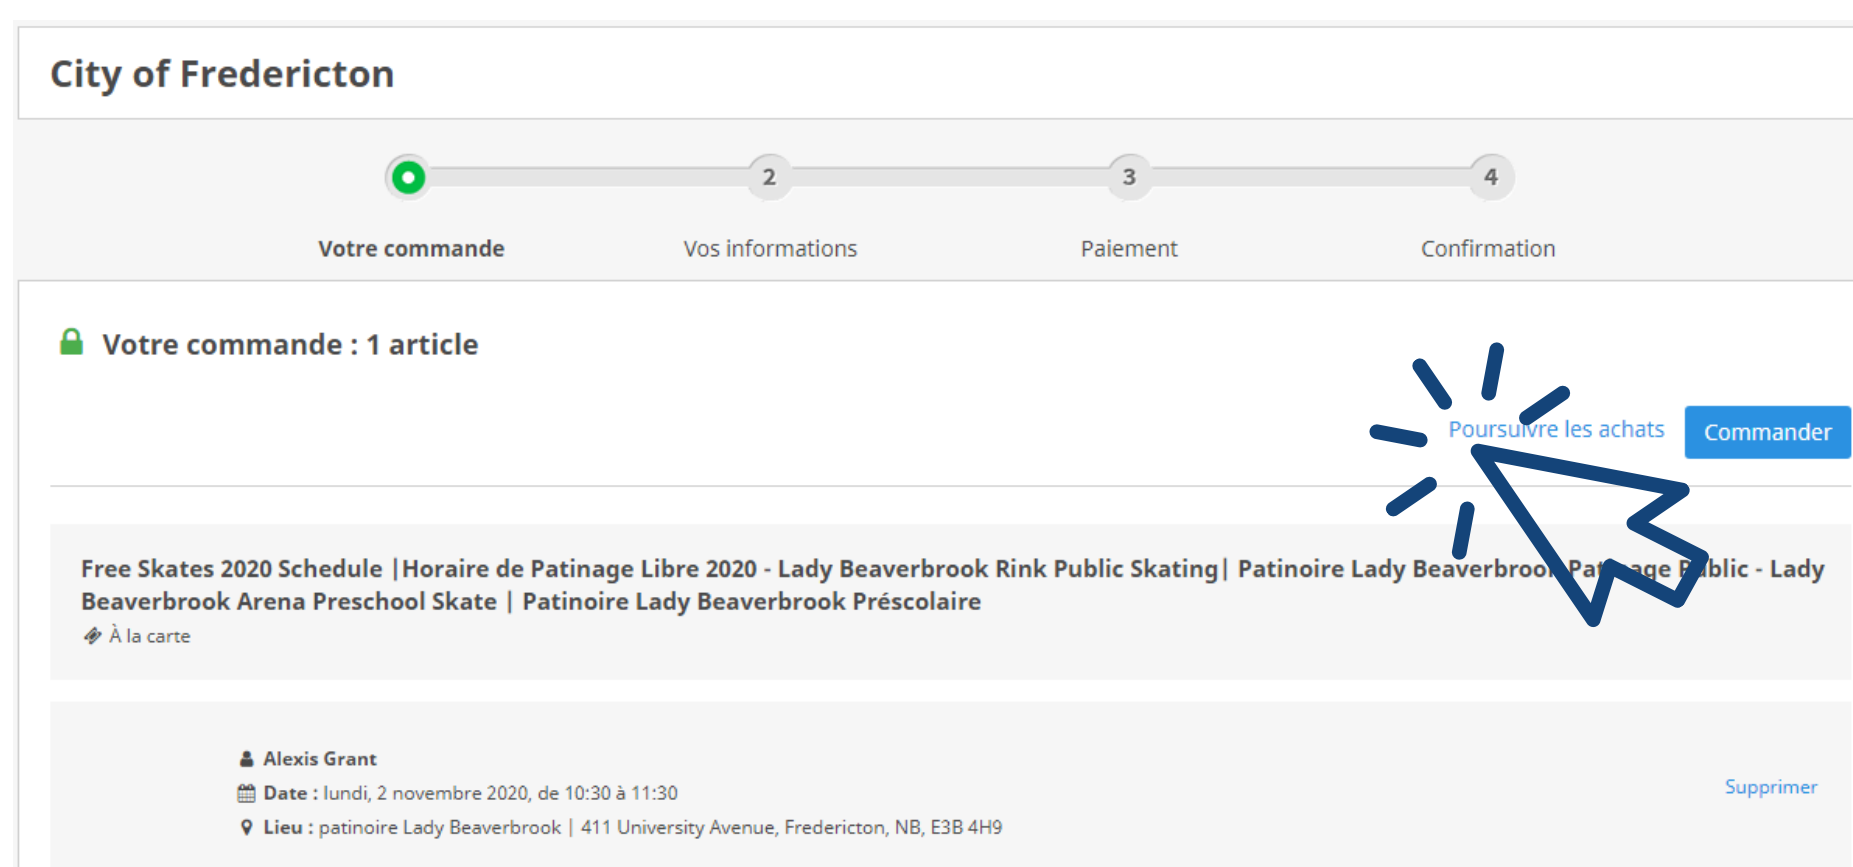 City of Fredericton
2
3
4
Votre commande
Vos informations
Paiement
Confirmation
Votre commande : 1 article
Poursuivre les achats
Commander
Free Skates 2020 Schedule |Horaire de Patinage Libre 2020 - Lady Beaverbrook Rink Public Skating| Patinoire Lady Beaverbrook Patinage Public - Lady
Beaverbrook Arena Preschool Skate | Patinoire Lady Beaverbrook Préscolaire
À la carte
Alexis Grant
Date : lundi, 2 novembre 2020, de 10:30 à 11:30
Supprimer
Lieu : patinoire Lady Beaverbrook | 411 University Avenue, Fredericton, NB, E3B 4H9